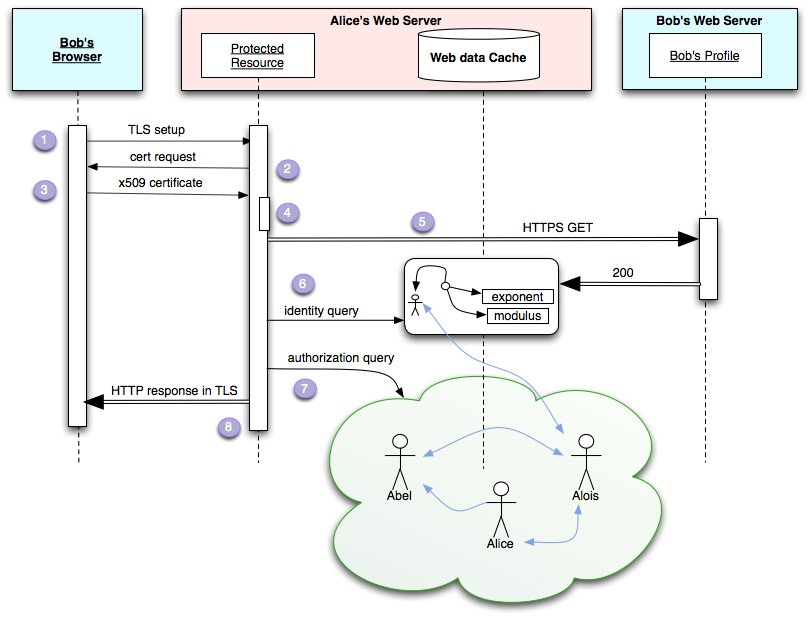 Bob's
Browser
Alice's Web Server
Protected
Resource
Web data Cache
Bob's Web Server
Bob's Profile
1
TLS setup
cert request
2
3
x509 certificate
4
5
HTTPS GET
200
6
identity query
exponent
modulus
authorization query
7
HTTP response in TLS
8
Abel
Alois
Alice